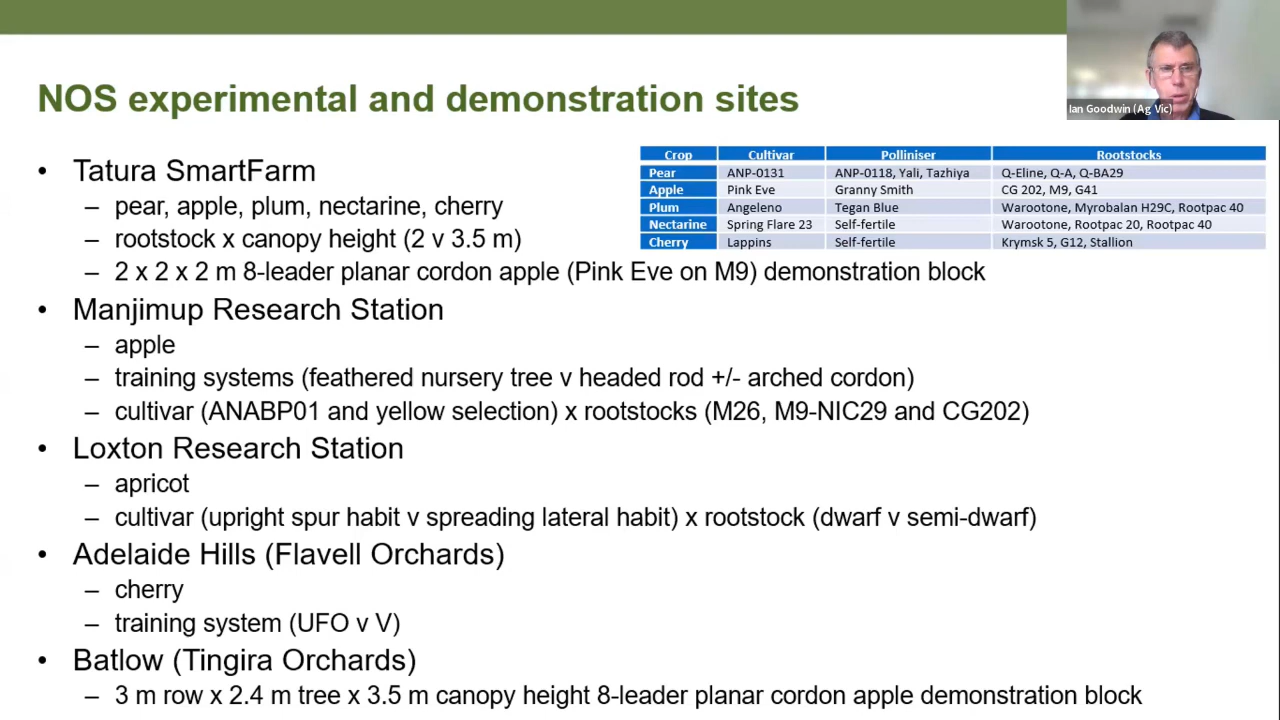 NOS experimental and demonstration sites
Ian Goodwin (Ag Vic)
• Tatura SmartFarm
– pear, apple, plum, nectarine, cherry
– rootstock x canopy height (2 v 3.5 m)
– 2 x 2 x 2 m 8-leader planar cordon apple (Pink Eve on M9) demonstration block
Crop Cultivar Polliniser Rootstocks
Pear ANP-0131 ANP-0118, Yali, Tazhiya Q-Eline, Q-A, Q-BA29
Apple Pink Eve Granny Smith CG 202, M9, G41
Plum Angeleno Tegan Blue Warootone, Myrobalan H29C, Rootpac 40
Nectarine Spring Flare 23 Self-fertile Warootone, Rootpac 20, Rootpac 40
Cherry Lappins Self-fertile Krymsk 5, G12, Stallion
• Manjimup Research Station
– apple
– training systems (feathered nursery tree v headed rod +/- arched cordon)
– cultivar (ANABP01 and yellow selection) x rootstocks (M26, M9-NIC29 and CG202)
• Loxton Research Station
– apricot
– cultivar (upright spur habit v spreading lateral habit) x rootstock (dwarf v semi-dwarf)
• Adelaide Hills (Flavell Orchards)
– cherry
– training system (UFO v V)
• Batlow (Tingira Orchards)
– 3 m row x 2.4 m tree x 3.5 m canopy height 8-leader planar cordon apple demonstration block